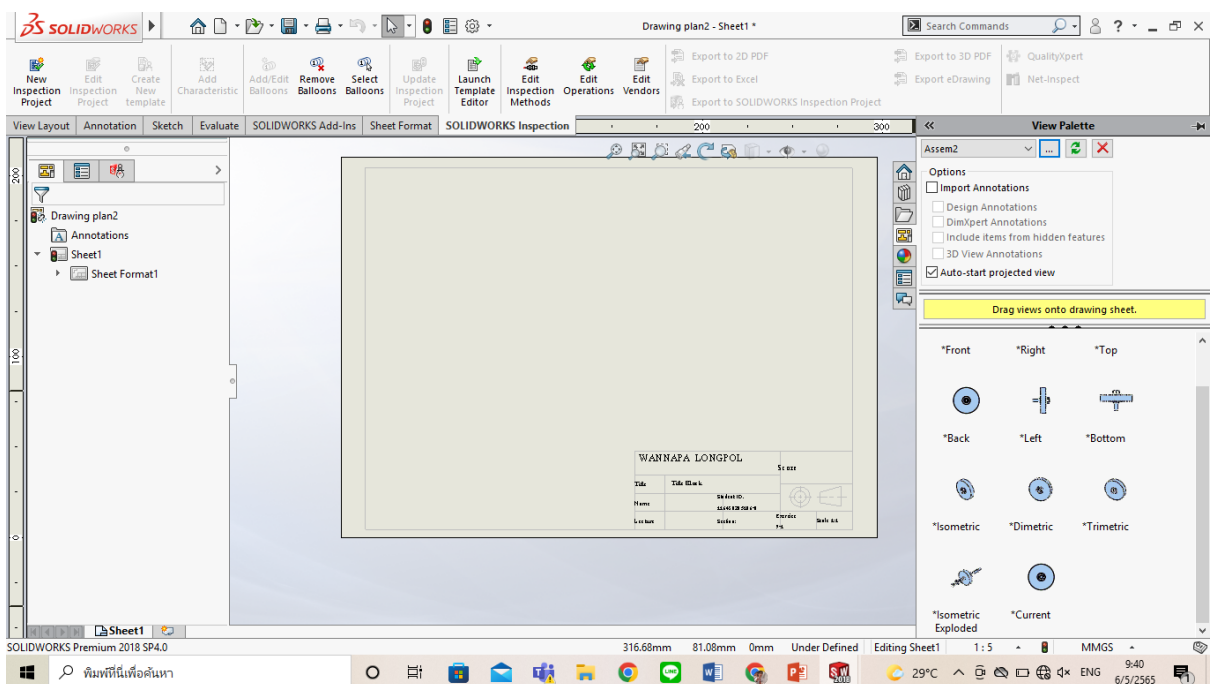 SOLIDWORKS
Drawing plan2 - Sheet1 *
Search Commands
New Inspection Project
Edit Inspection Project
Create New template
Add Characteristic
Add/Edit Balloons
Remove Balloons
Select Balloons
Update Inspection Project
Launch Template Editor
Edit Inspection Methods
Edit Operations
Edit Vendors
Export to 2D PDF
Export to Excel
Export to SOLIDWORKS Inspection Project
Export to 3D PDF
Export eDrawing
QualityXpert
Net-Inspect
View Layout Annotation Sketch Evaluate SOLIDWORKS Add-Ins Sheet Format SOLIDWORKS Inspection
200 300
200
100
0
Drawing plan2
Annotations
Sheet1
Sheet Format1
WANNAPA LONGPOL
Title
Name
Student ID.
Section:
View Palette
Assem2
...
Options
Import Annotations
Design Annotations
DimXpert Annotations
Include items from hidden features
3D View Annotations
Auto-start projected view
Drag views onto drawing sheet.
*Front *Right *Top
*Back *Left *Bottom
*Isometric *Dimetric *Trimetric
*Isometric Exploded *Current
Sheet1
SOLIDWORKS Premium 2018 SP4.0
316.68mm 81.08mm 0mm Under Defined Editing Sheet1 1 : 5 MMGS
พิมพ์ที่นี่เพื่อค้นหา
29°C
ENG
9:40
6/5/2565